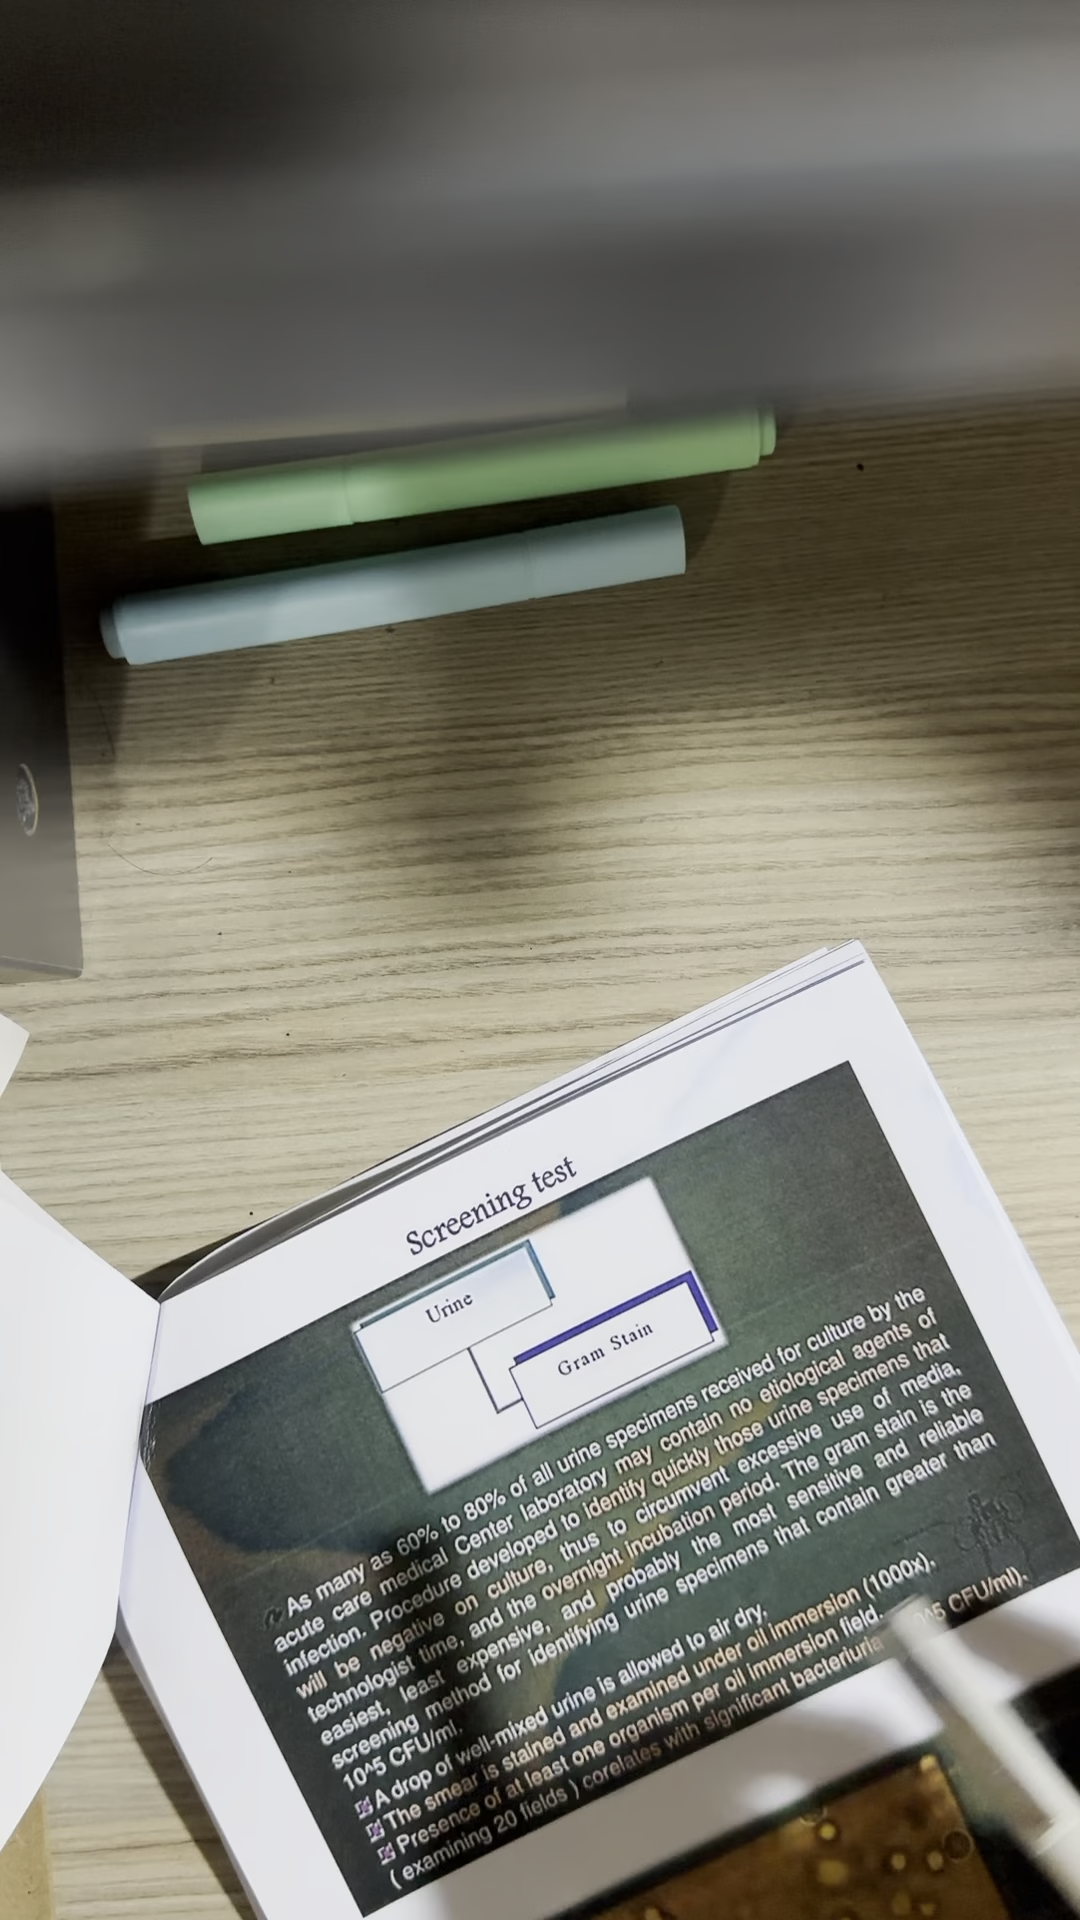 Screening test
Urine
Gram Stain
As many as 60% to 80% of all urine specimens received for culture by the
acute care medical Center laboratory may contain no etiological agents of
infection. Procedure developed to identify quickly those urine specimens that
will be negative on culture, thus to circumvent excessive use of media,
technologist time, and the overnight incubation period. The gram stain is the
easiest, least expensive, and probably the most sensitive and reliable
screening method for identifying urine specimens that contain greater than
10^5 CFU/ml.
A drop of well-mixed urine is allowed to air dry.
The smear is stained and examined under oil immersion (1000x).
Presence of at least one organism per oil immersion field.
( examining 20 fields ) corelates with significant bacteriuria 10^5 CFU/ml).